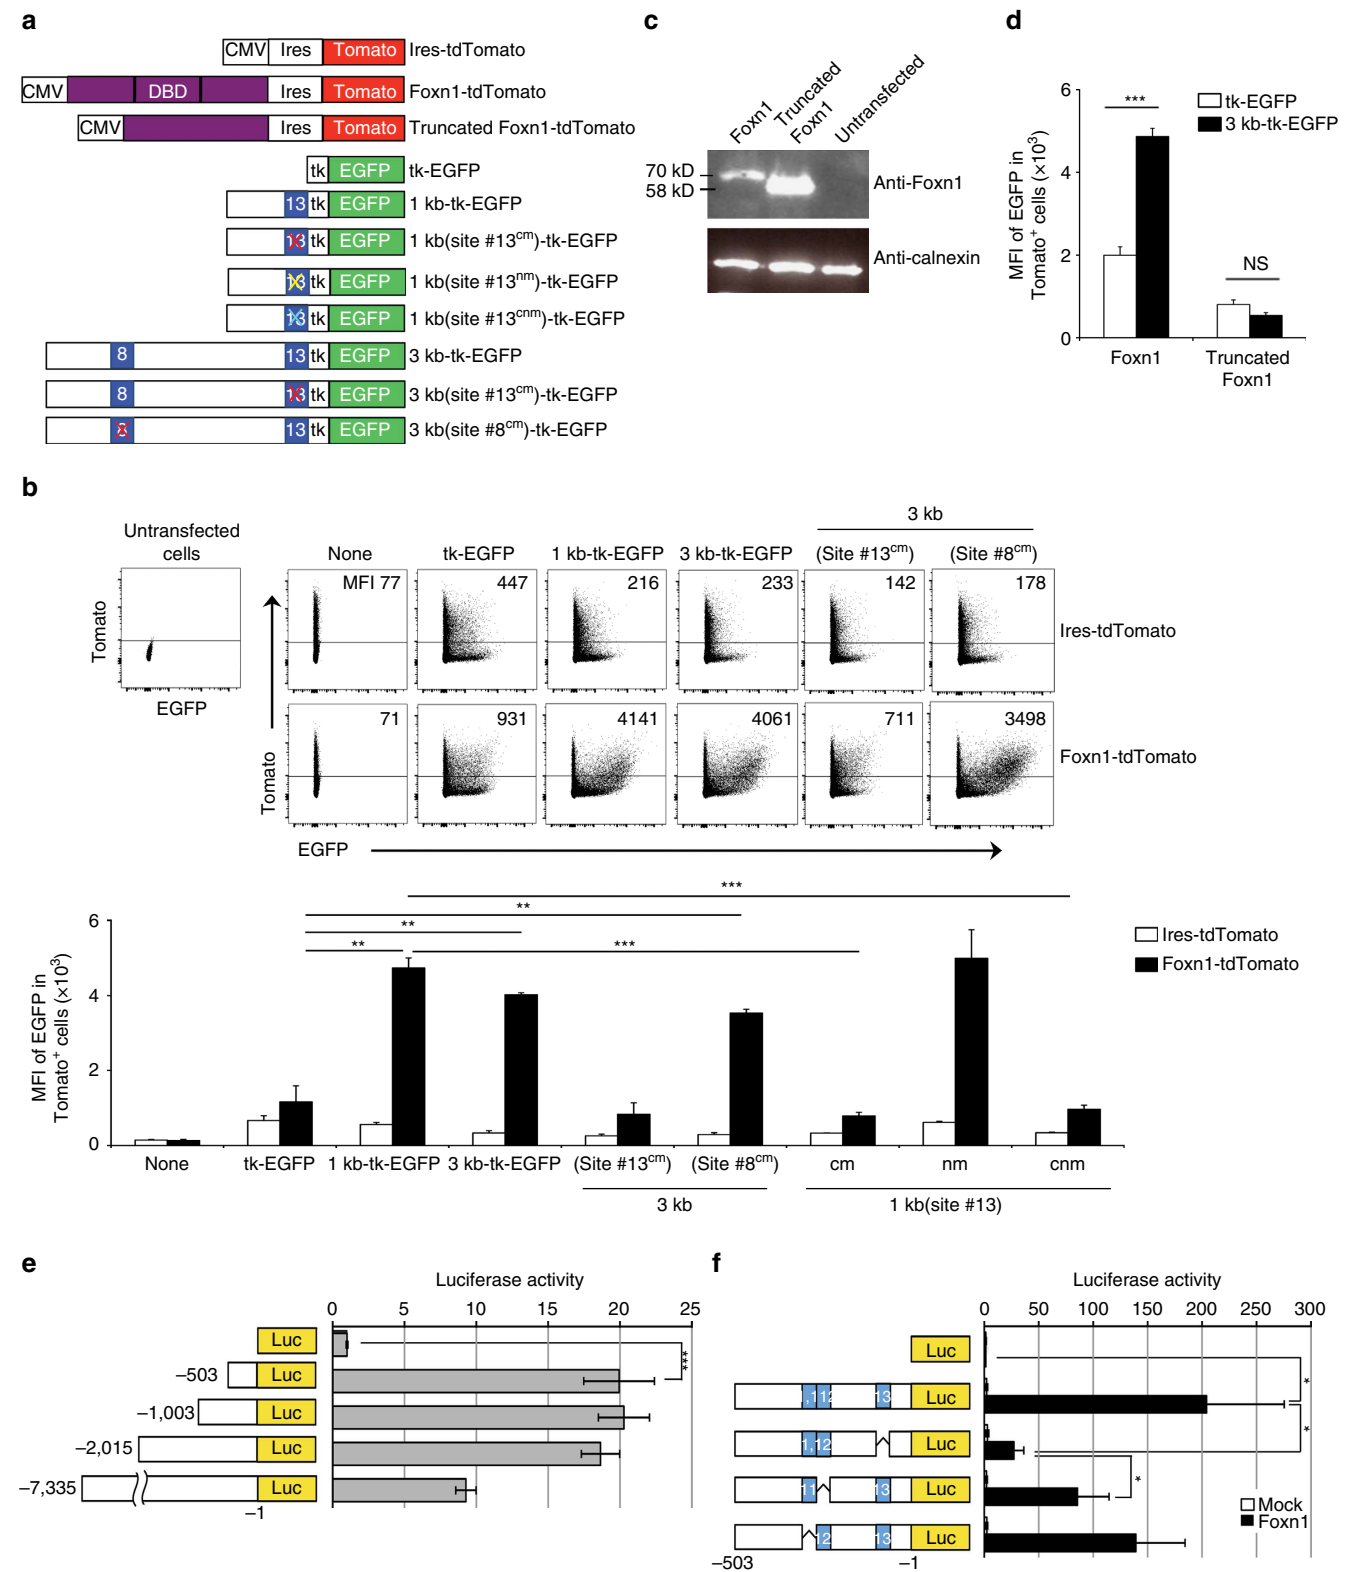 a
CMV Ires Tomato Ires-tdTomato
CMV DBD Ires Tomato Foxn1-tdTomato
CMV Ires Tomato Truncated Foxn1-tdTomato
tk EGFP tk-EGFP
13 tk EGFP 1 kb-tk-EGFP
13 tk EGFP 1 kb(site #13cm)-tk-EGFP
13 tk EGFP 1 kb(site #13nm)-tk-EGFP
13 tk EGFP 1 kb(site #13cnm)-tk-EGFP
8 13 tk EGFP 3 kb-tk-EGFP
8 13 tk EGFP 3 kb(site #13cm)-tk-EGFP
8 13 tk EGFP 3 kb(site #8cm)-tk-EGFP
c
Foxn1
Truncated
Foxn1
Untransfected
70 kD
58 kD
Anti-Foxn1
Anti-calnexin
d
MFI of EGFP in
Tomato+ cells (×10³)
6
4
2
0
***
NS
tk-EGFP
3 kb-tk-EGFP
Foxn1
Truncated
Foxn1
b
Untransfected
cells
Tomato
EGFP
3 kb
None tk-EGFP 1 kb-tk-EGFP 3 kb-tk-EGFP (Site #13cm) (Site #8cm)
MFI 77 447 216 233 142 178
Ires-tdTomato
71 931 4141 4061 711 3498
Foxn1-tdTomato
Tomato
EGFP
MFI of EGFP in
Tomato+ cells (×10³)
6
4
2
0
***
**
**
** ***
Ires-tdTomato
Foxn1-tdTomato
None tk-EGFP 1 kb-tk-EGFP 3 kb-tk-EGFP (Site #13cm) (Site #8cm) cm nm cnm
3 kb 1 kb(site #13)
e
Luciferase activity
0 5 10 15 20 25
Luc
−503 Luc
−1,003 Luc
−2,015 Luc
−7,335 Luc
−1
***
f
Luciferase activity
0 50 100 150 200 250 300
Luc
,112 13 Luc
1,12 Luc
11 13 Luc
12 13 Luc
−503 −1
*
*
*
Mock
Foxn1